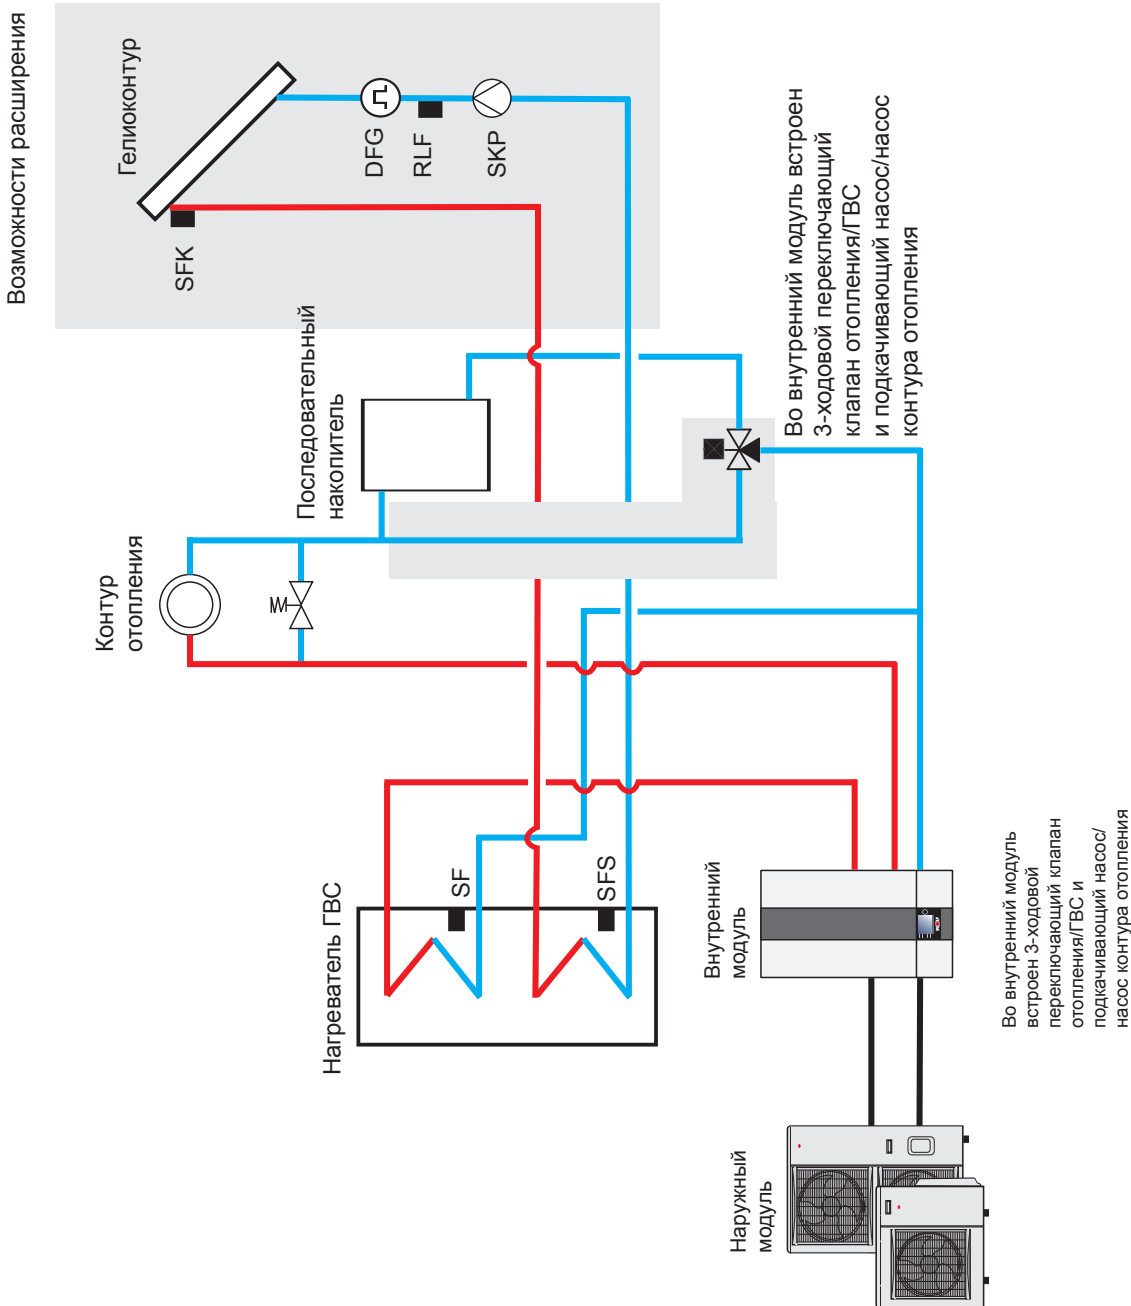 Возможности расширения
Гелиоконтур
SFK
DFG
RLF
SKP
Последовательный
накопитель
Во внутренний модуль встроен
3-ходовой переключающий
клапан отопления/ГВС
и подкачивающий насос/насос
контура отопления
Контур
отопления
Нагреватель ГВС
SF
SFS
Внутренний
модуль
Во внутренний модуль
встроен 3-ходовой
переключающий клапан
отопления/ГВС и
подкачивающий насос/
насос контура отопления
Наружный
модуль